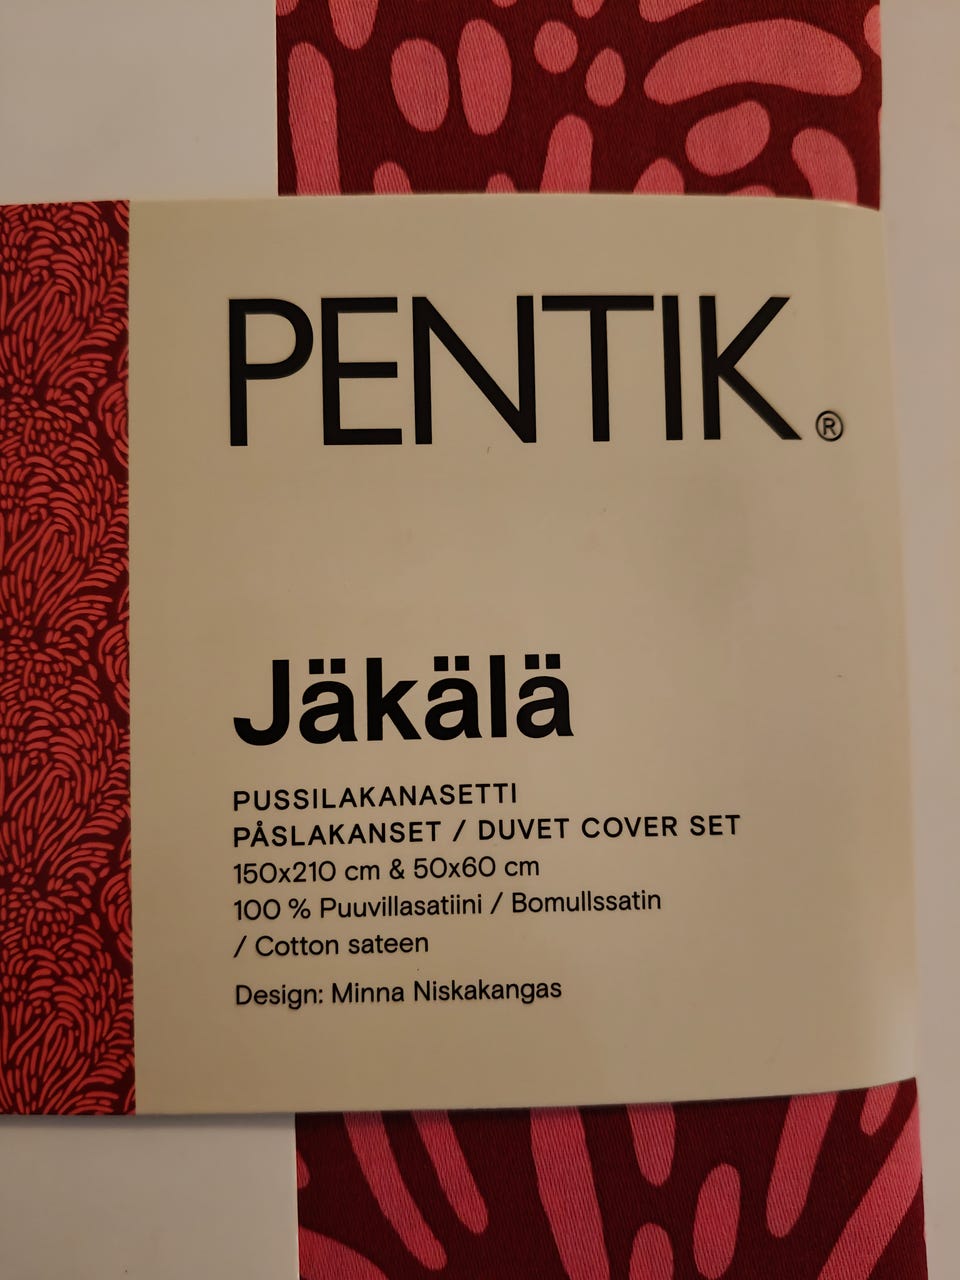 PENTIK®
Jäkälä
PUSSILAKANASETTI
PÅSLAKANSET / DUVET COVER SET
150x210 cm & 50x60 cm
100 % Puuvillasatiini / Bomullssatin
/ Cotton sateen
Design: Minna Niskakangas